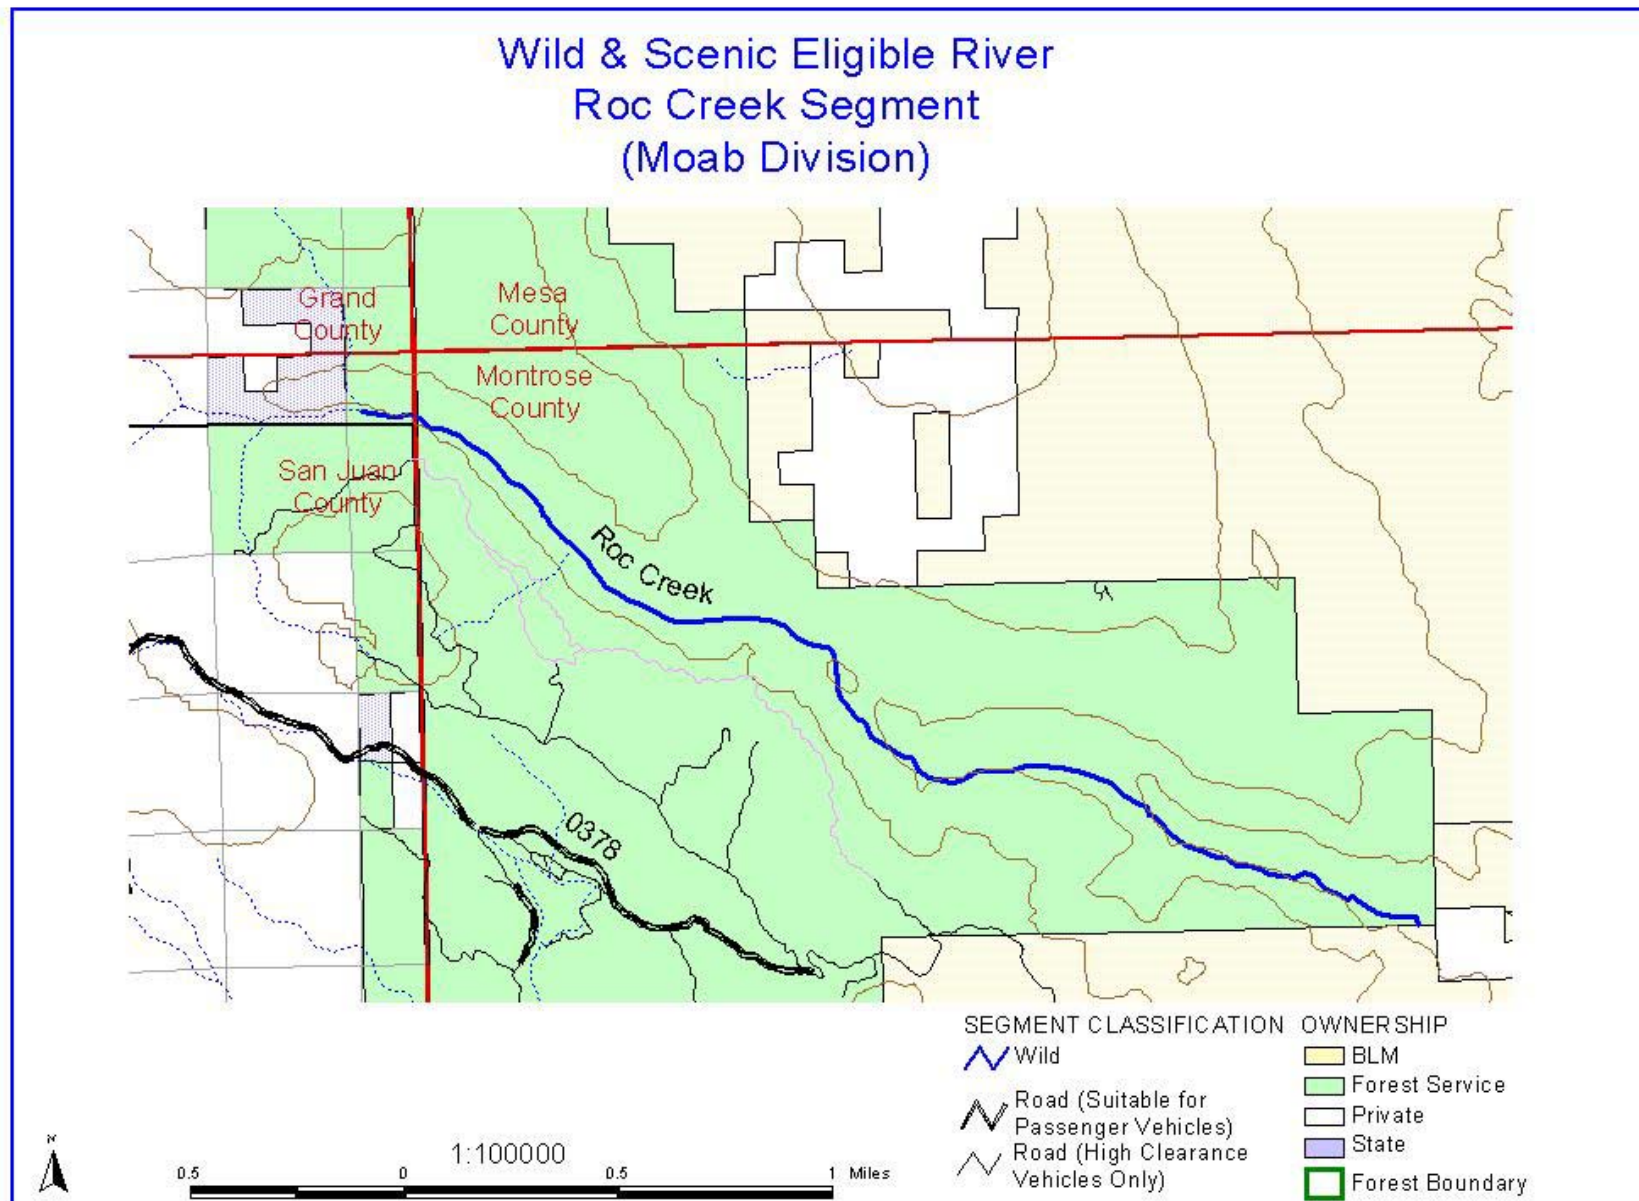 Wild & Scenic Eligible River
Roc Creek Segment
(Moab Division)
Grand
County
Mesa
County
Montrose
County
San Juan
County
Roc Creek
0378
SEGMENT CLASSIFICATION
Wild
Road (Suitable for
Passenger Vehicles)
Road (High Clearance
Vehicles Only)
OWNERSHIP
BLM
Forest Service
Private
State
Forest Boundary
N
1:100000
0.5 0 0.5 1 Miles